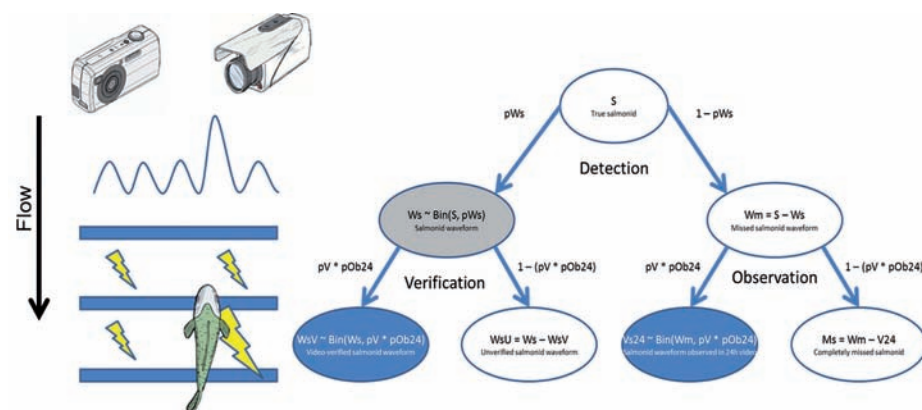 Flow
S
True salmonid
pWs
1 – pWs
Detection
Ws ~ Bin(S, pWs)
Salmonid waveform
Wm = S – Ws
Missed salmonid waveform
pV * pOb24
Verification
1 – (pV * pOb24)
pV * pOb24
Observation
1 – (pV * pOb24)
WsV ~ Bin(Ws, pV * pOb24)
Video verified salmonid waveform
WsU = Ws – WsV
Unverified salmonid waveform
Vs24 ~ Bin(Wm, pV * pOb24)
Salmonid waveform observed in 24h video
Ms = Wm – V24
Completely missed salmonid